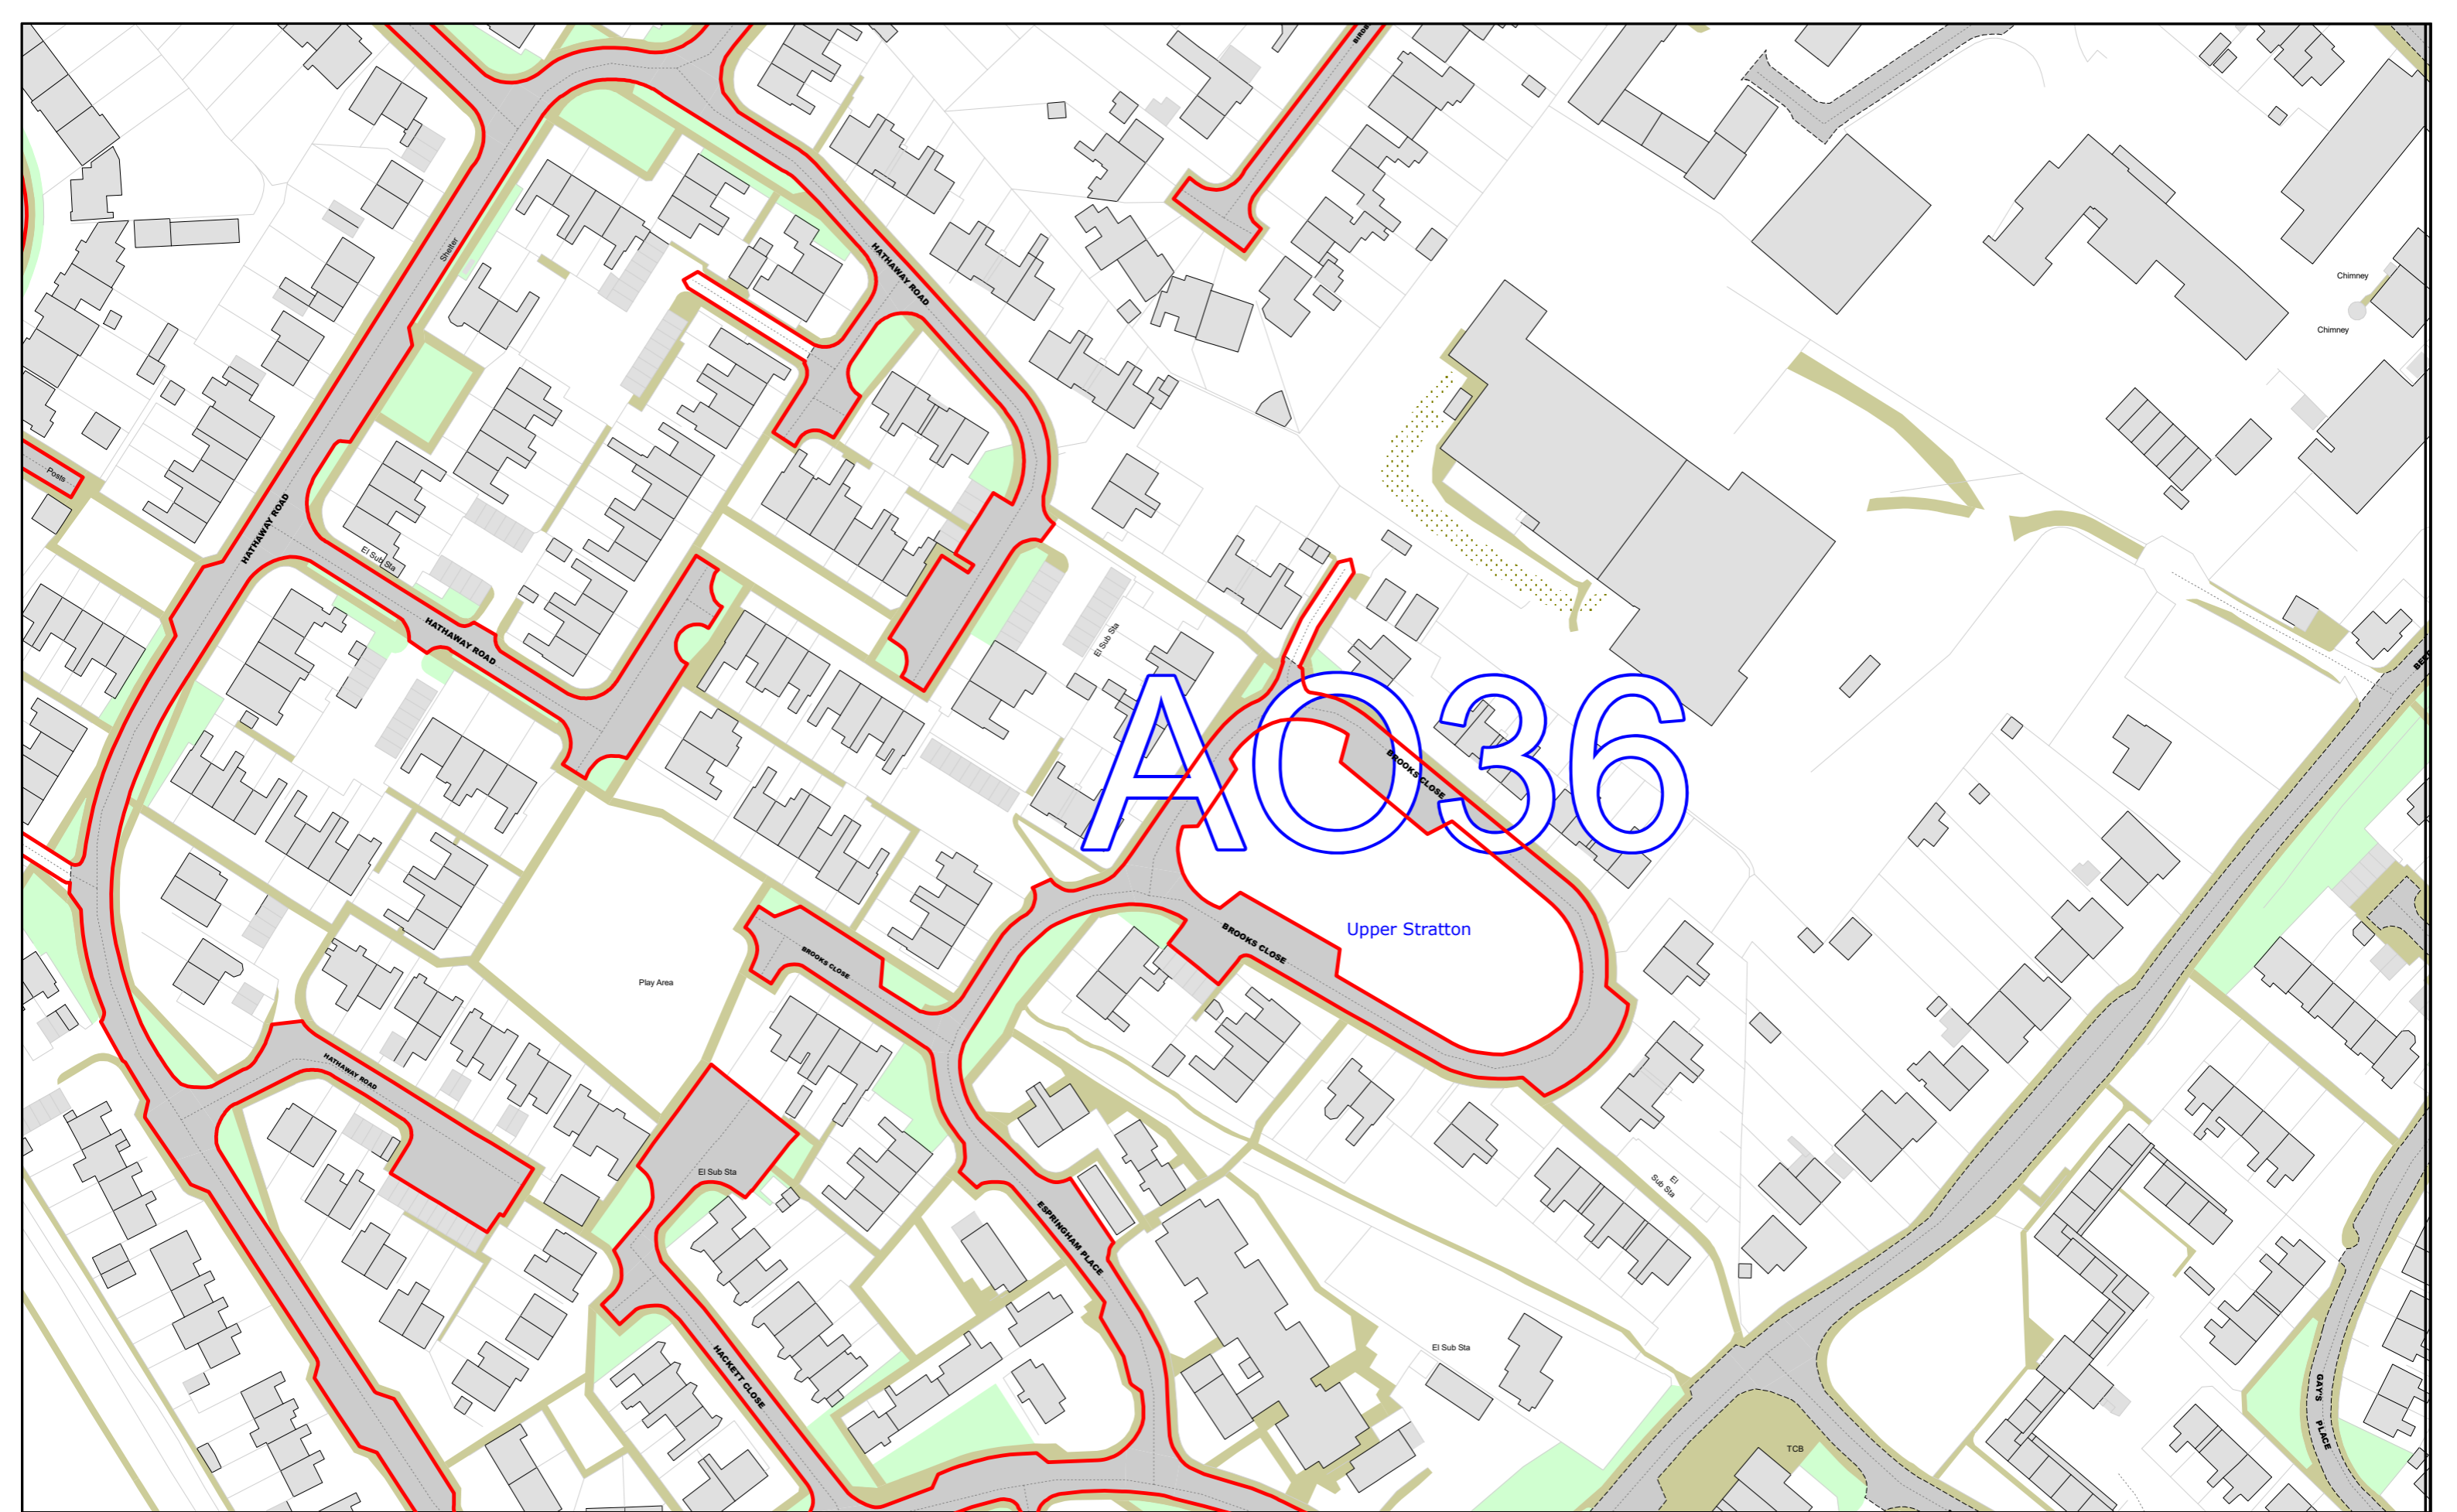 Shelter
HATHAWAY ROAD
Chimney
Chimney
Posts
HATHAWAY ROAD
El Sub Sta
HATHAWAY ROAD
El Sub Sta
AO36
BROOKS CLOSE
Upper Stratton
BROOKS CLOSE
BROOKS CLOSE
Play Area
HATHAWAY ROAD
El Sub Sta
El
Sub Sta
ESPRINGHAM PLACE
El Sub Sta
HACKETT CLOSE
GAY'S PLACE
TCB